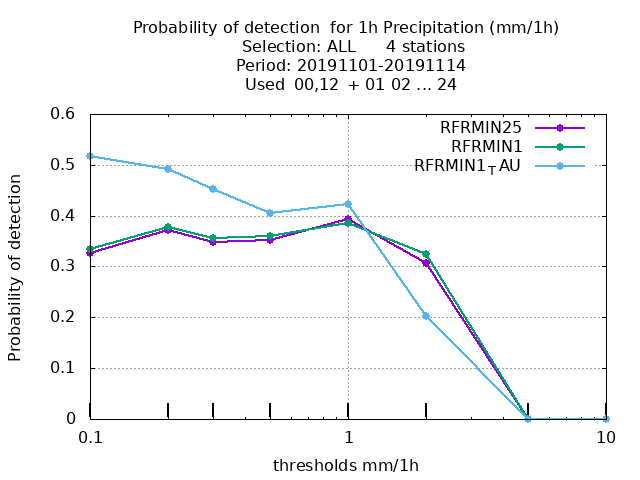 Probability of detection  for 1h Precipitation (mm/1h)
Selection: ALL      4 stations
Period: 20191101-20191114
Used  00,12  + 01 02 ... 24
RFRMIN25
RFRMIN1
RFRMIN1TAU
0.6
0.5
0.4
0.3
0.2
0.1
0
Probability of detection
0.1 1 10
thresholds mm/1h